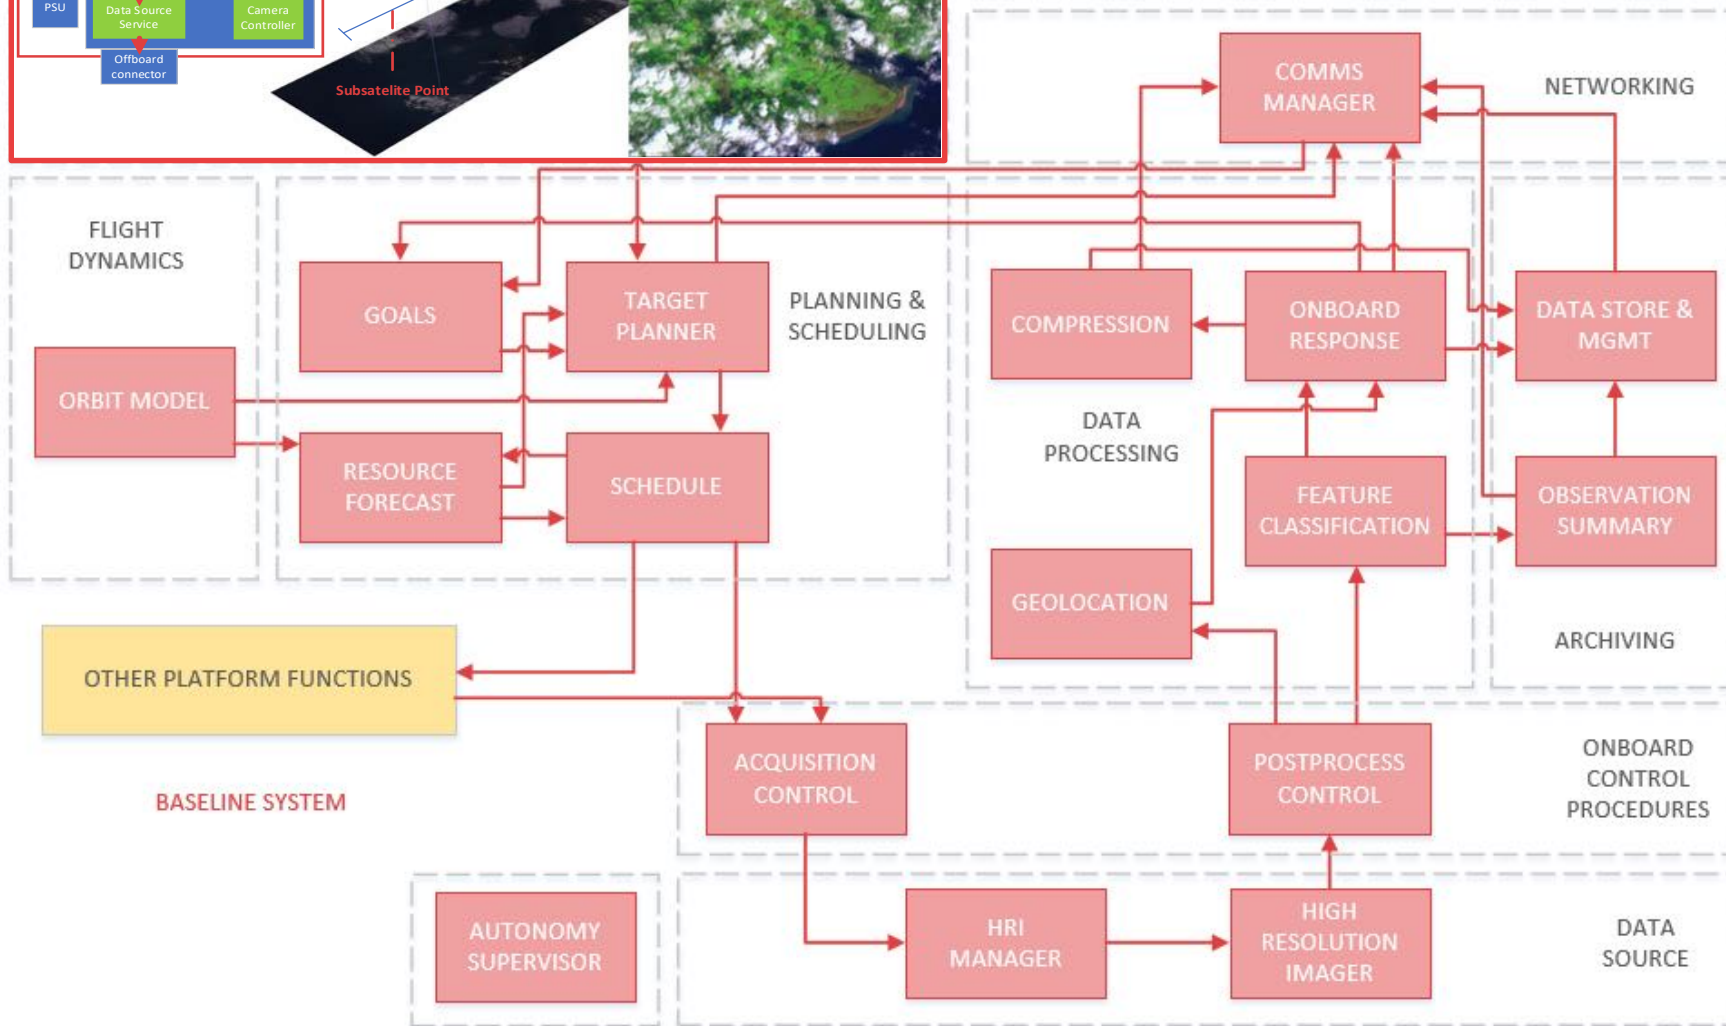 PSU
Data Source
Service
Camera
Controller
Offboard
connector
Subsatelite Point
COMMS
MANAGER
NETWORKING
FLIGHT
DYNAMICS
GOALS
TARGET
PLANNER
PLANNING &
SCHEDULING
COMPRESSION
ONBOARD
RESPONSE
DATA STORE &
MGMT
ORBIT MODEL
RESOURCE
FORECAST
SCHEDULE
DATA
PROCESSING
FEATURE
CLASSIFICATION
OBSERVATION
SUMMARY
GEOLOCATION
ARCHIVING
OTHER PLATFORM FUNCTIONS
BASELINE SYSTEM
ACQUISITION
CONTROL
POSTPROCESS
CONTROL
ONBOARD
CONTROL
PROCEDURES
AUTONOMY
SUPERVISOR
HRI
MANAGER
HIGH
RESOLUTION
IMAGER
DATA
SOURCE